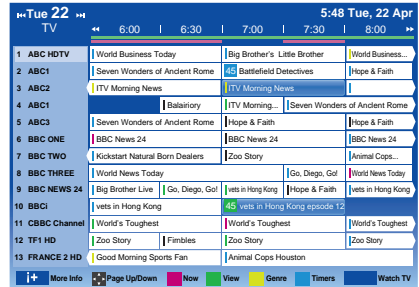 Tue 22 5:48 Tue, 22 Apr
TV 6:00 6:30 7:00 7:30 8:00
1 ABC HDTV World Business Today Big Brother's Little Brother World Business...
2 ABC1 Seven Wonders of Ancient Rome 45 Battlefield Detectives Hope & Faith
3 ABC2 ITV Morning News ITV Morning News
4 ABC1 Balairiory ITV Morning... Seven Wonders of Ancient Rome
5 ABC3 Seven Wonders of Ancient Rome Hope & Faith Hope & Faith
6 BBC ONE BBC News 24 BBC News 24 BBC News 24
7 BBC TWO Kickstart Natural Born Dealers Zoo Story Animal Cops...
8 BBC THREE World News Today Go, Diego, Go! World News Today
9 BBC NEWS 24 Big Brother Live Go, Diego, Go! vets in Hong Kong Hope & Faith vets in Hong Kong
10 BBCi vets in Hong Kong 45 vets in Hong Kong epsode 12
11 CBBC Channel World's Toughest World's Toughest World's Toughest
12 TF1 HD Zoo Story Fimbles Zoo Story Zoo Story
13 FRANCE 2 HD Good Morning Sports Fan Animal Cops Houston
i+ More Info Page Up/Down Now View Genre Timers Watch TV